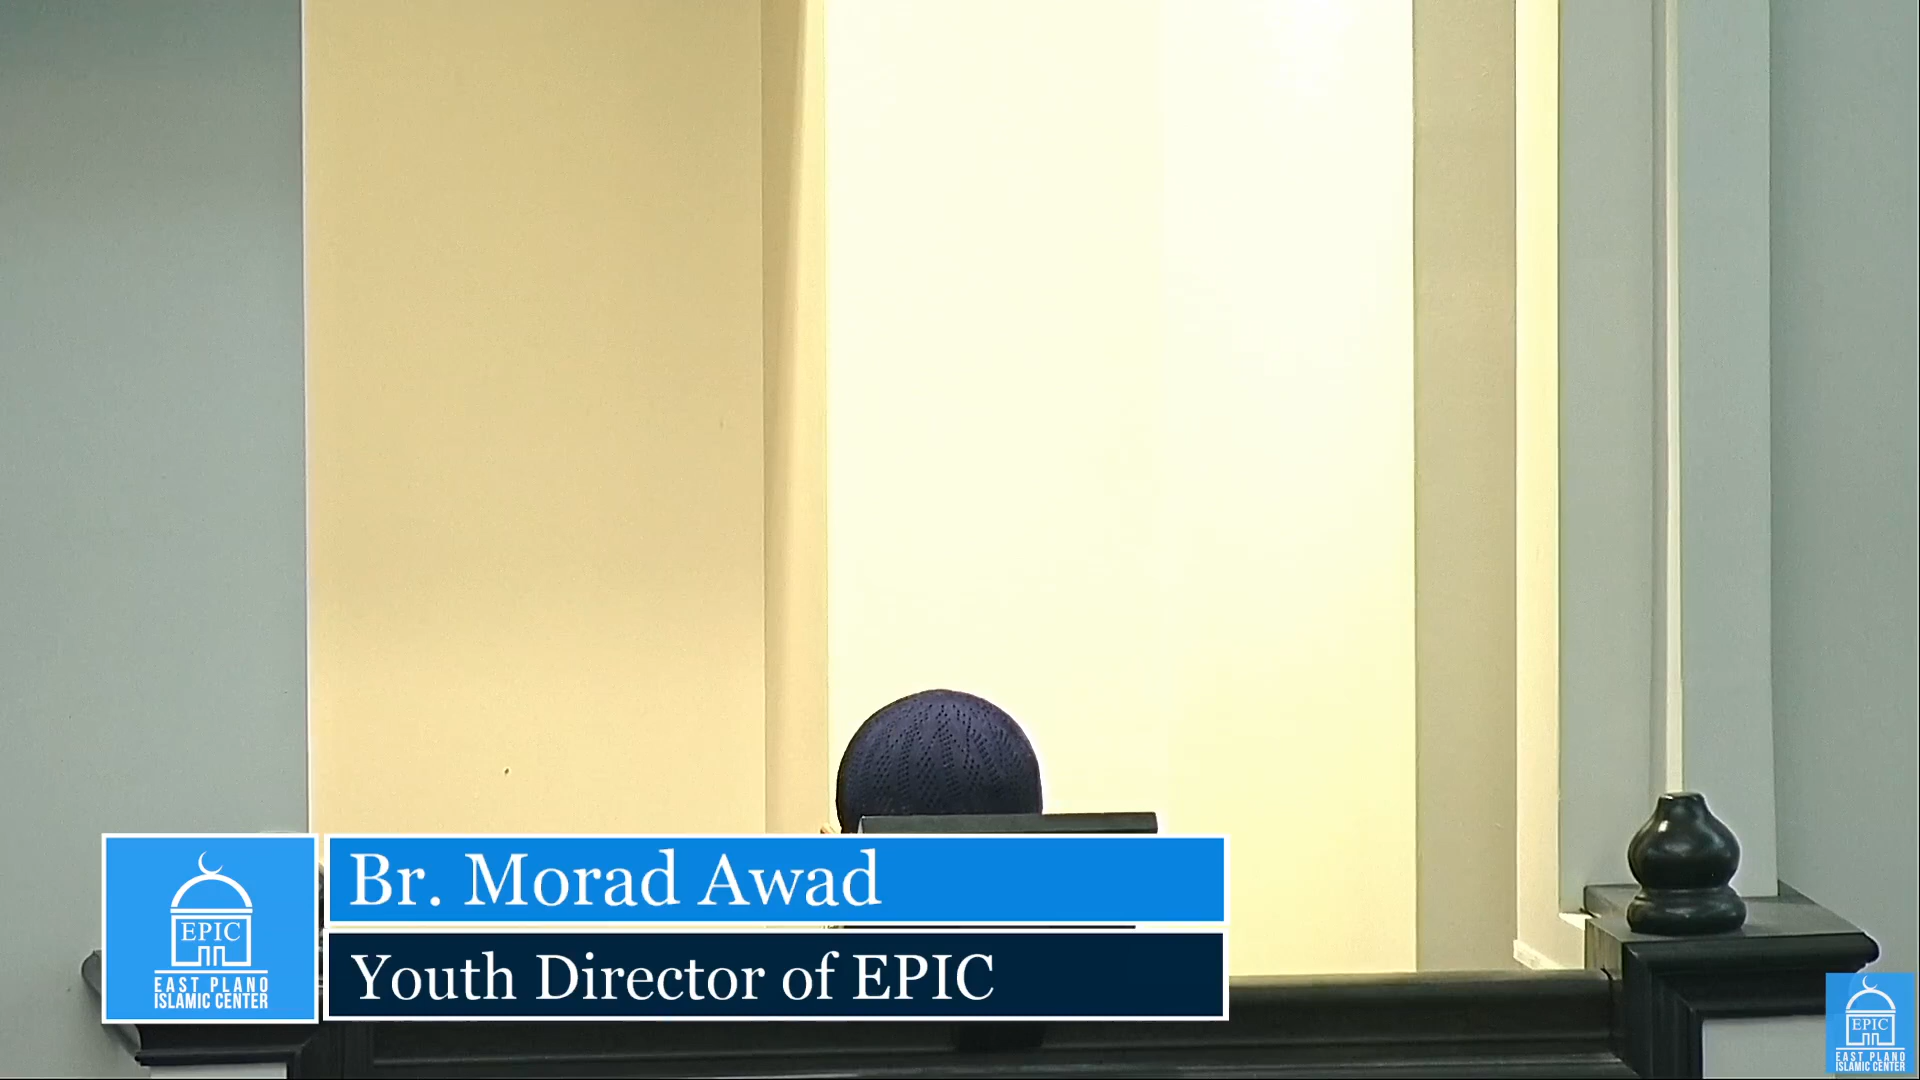 Br. Morad Awad
Youth Director of EPIC
EPIC
EAST PLANO
ISLAMIC CENTER
EPIC
EAST PLANO
ISLAMIC CENTER